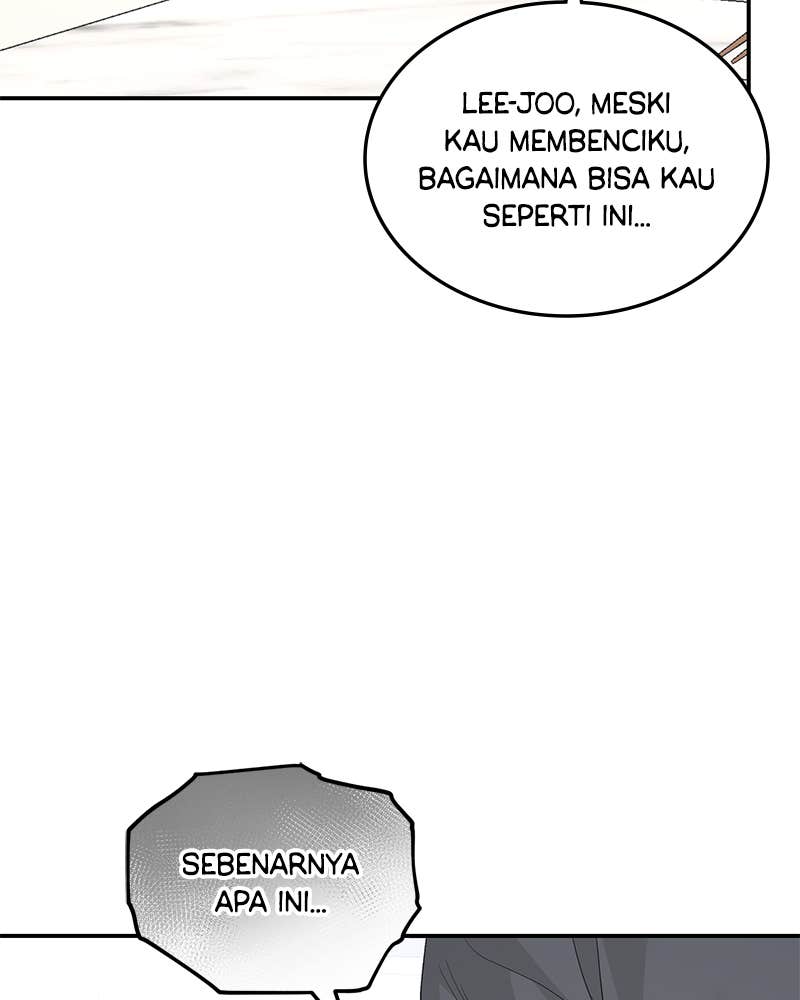 LEE-JOO, MESKI
KAU MEMBENCIKU,
BAGAIMANA BISA KAU
SEPERTI INI...
SEBENARNYA
APA INI...